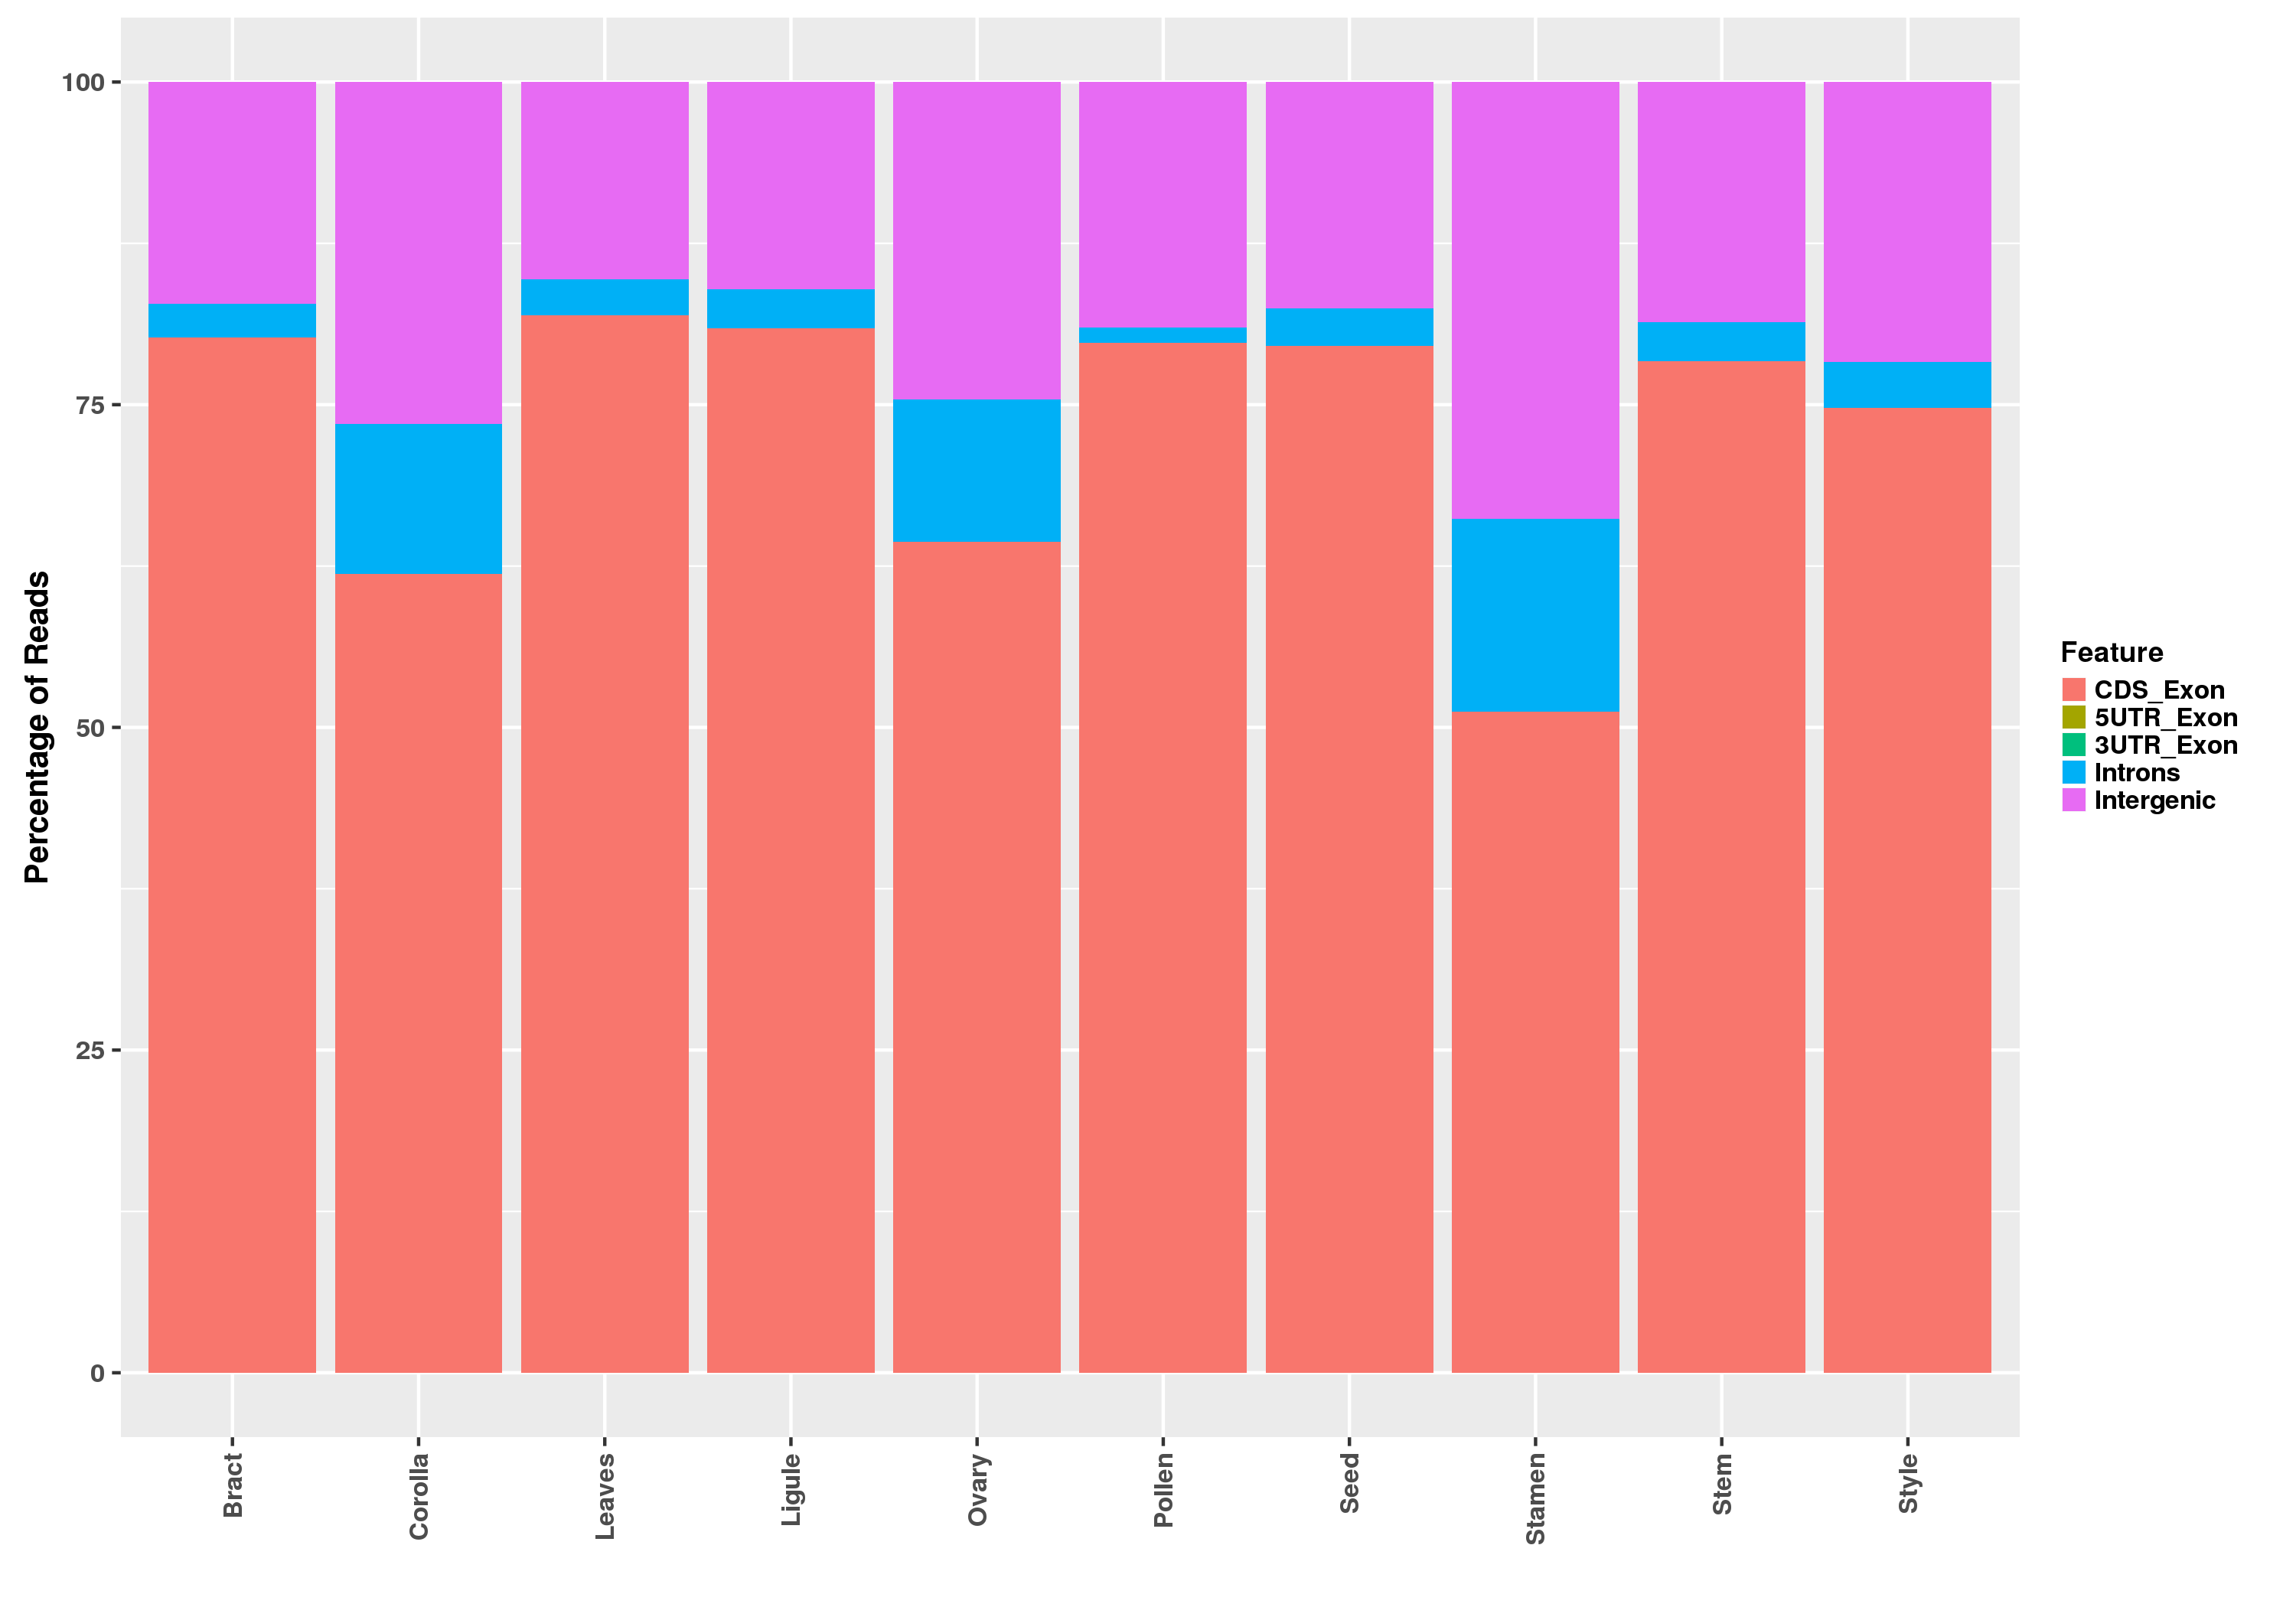 Percentage of Reads
100
75
50
25
0
Bract
Corolla
Leaves
Ligule
Ovary
Pollen
Seed
Stamen
Stem
Style
Feature
CDS_Exon
5UTR_Exon
3UTR_Exon
Introns
Intergenic